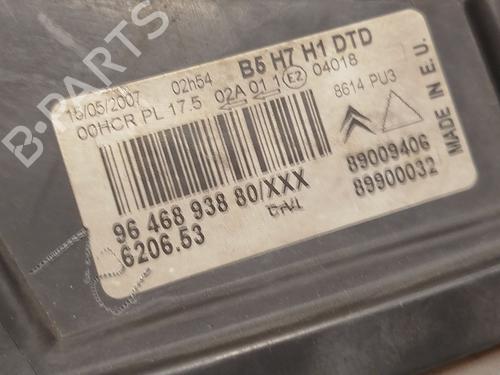 B-PARTS
B5 H7 H1 DTD
02h54
/05/2007
04018
E2
00HCR PL 17.5 02A 01 1
8614 PU3
MADE IN E.U.
89009406
89900032
96 468 938 80/XXX
6206.53